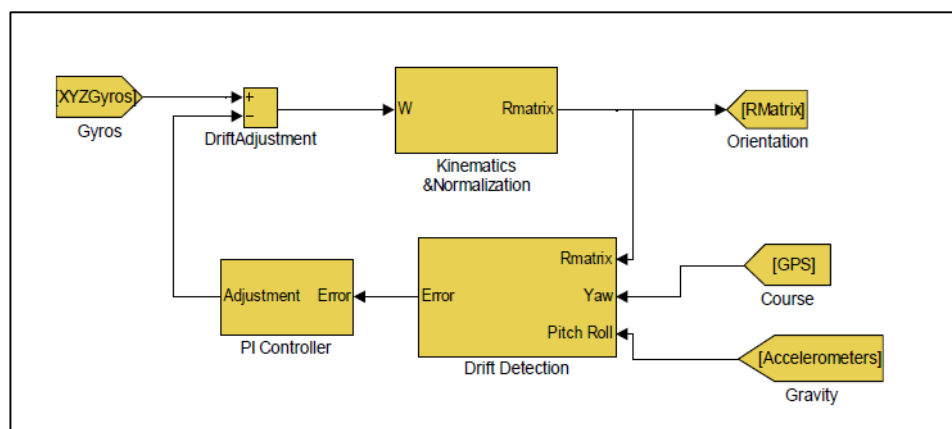 [XYZGyros]
Gyros
+
−
DriftAdjustment
W
Rmatrix
Kinematics
&Normalization
[RMatrix]
Orientation
Rmatrix
Yaw
Pitch Roll
Error
Drift Detection
[GPS]
Course
[Accelerometers]
Gravity
Adjustment
Error
PI Controller